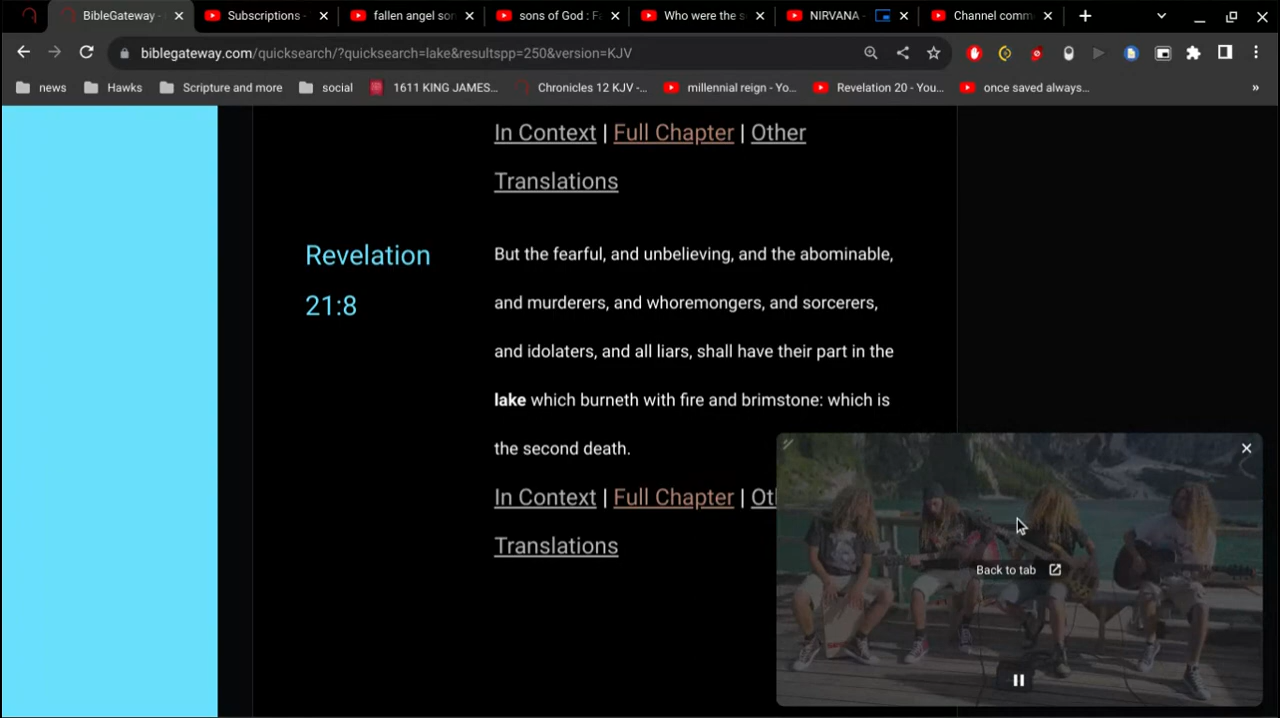 BibleGateway -
Subscriptions -
fallen angel son
sons of God : Fa
Who were the s
NIRVANA -
Channel comm
biblegateway.com/quicksearch/?quicksearch=lake&resultspp=250&version=KJV
news
Hawks
Scripture and more
social
1611 KING JAMES...
Chronicles 12 KJV -...
millennial reign - Yo...
Revelation 20 - You...
once saved always...
»
In Context | Full Chapter | Other
Translations
Revelation
21:8
But the fearful, and unbelieving, and the abominable,
and murderers, and whoremongers, and sorcerers,
and idolaters, and all liars, shall have their part in the
lake which burneth with fire and brimstone: which is
the second death.
In Context | Full Chapter | Ot
Translations
Back to tab